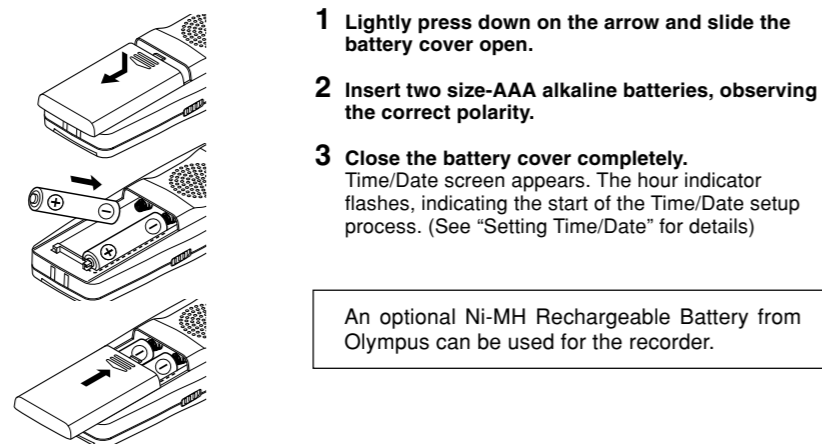 1 Lightly press down on the arrow and slide the
battery cover open.
2 Insert two size-AAA alkaline batteries, observing
the correct polarity.
3 Close the battery cover completely.
Time/Date screen appears. The hour indicator
flashes, indicating the start of the Time/Date setup
process. (See “Setting Time/Date” for details)
An optional Ni-MH Rechargeable Battery from
Olympus can be used for the recorder.